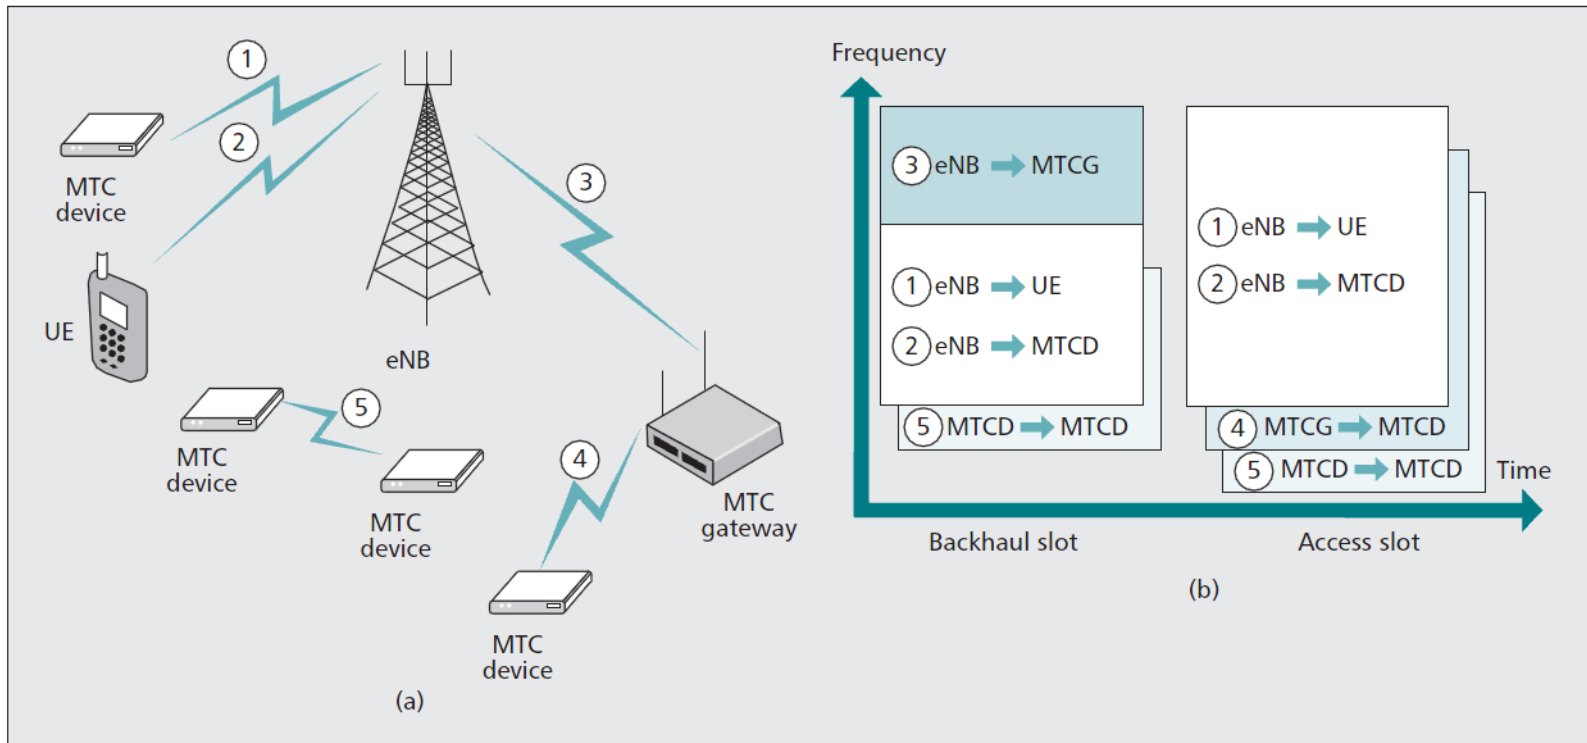 1
2
3
MTC
device
UE
eNB
5
MTC
device
MTC
device
4
MTC
gateway
MTC
device
(a)
Frequency
3 eNB MTCG
1 eNB UE
2 eNB MTCD
5 MTCD MTCD
1 eNB UE
2 eNB MTCD
4 MTCG MTCD
5 MTCD MTCD
Time
Backhaul slot
Access slot
(b)